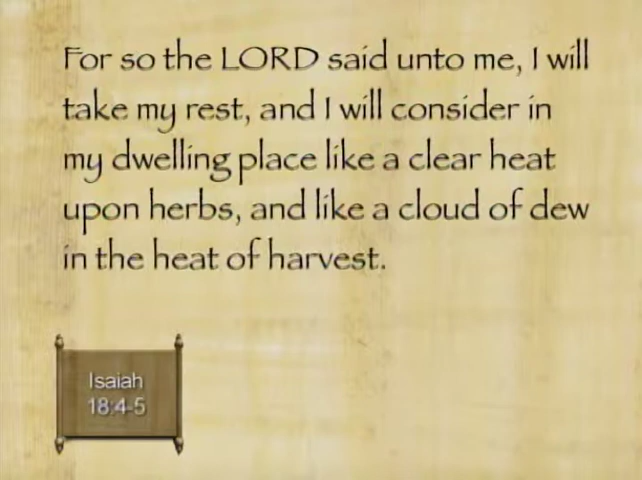 For so the LORD said unto me, I will
take my rest, and I will consider in
my dwelling place like a clear heat
upon herbs, and like a cloud of dew
in the heat of harvest.
Isaiah
18:4-5